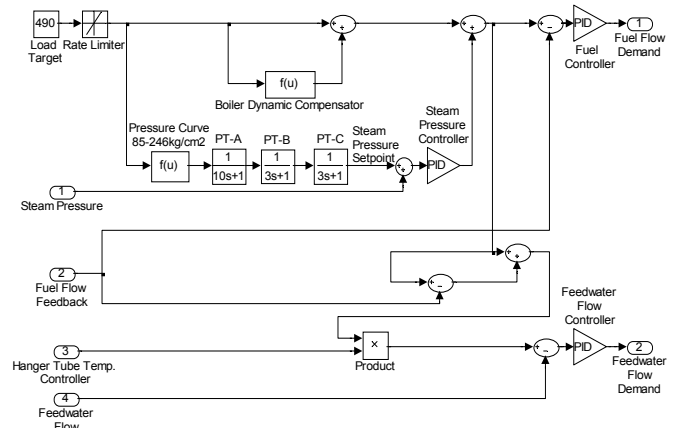 490
Load
Target
Rate Limiter
f(u)
Boiler Dynamic Compensator
PID
Fuel
Controller
1
Fuel Flow
Demand
Pressure Curve
85-246kg/cm2
f(u)
PT-A
1
10s+1
PT-B
1
3s+1
PT-C
1
3s+1
Steam
Pressure
Setpoint
Steam
Pressure
Controller
PID
1
Steam Pressure
2
Fuel Flow
Feedback
3
Hanger Tube Temp.
Controller
×
Product
Feedwater
Flow
Controller
PID
2
Feedwater
Flow
Demand
4
Feedwater
Flow